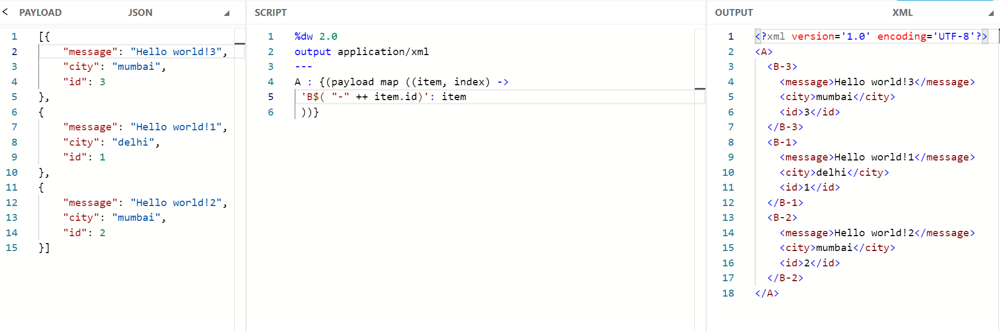 < PAYLOAD JSON
1 [{
2 "message": "Hello world!3",
3 "city": "mumbai",
4 "id": 3
5 },
6 {
7 "message": "Hello world!1",
8 "city": "delhi",
9 "id": 1
10 },
11 {
12 "message": "Hello world!2",
13 "city": "mumbai",
14 "id": 2
15 }]
SCRIPT
1 %dw 2.0
2 output application/xml
3 ---
4 A : {(payload map ((item, index) ->
5 'B$( "-" ++ item.id)': item
6 ))}
OUTPUT XML
1 <?xml version='1.0' encoding='UTF-8'?>
2 <A>
3 <B-3>
4 <message>Hello world!3</message>
5 <city>mumbai</city>
6 <id>3</id>
7 </B-3>
8 <B-1>
9 <message>Hello world!1</message>
10 <city>delhi</city>
11 <id>1</id>
12 </B-1>
13 <B-2>
14 <message>Hello world!2</message>
15 <city>mumbai</city>
16 <id>2</id>
17 </B-2>
18 </A>